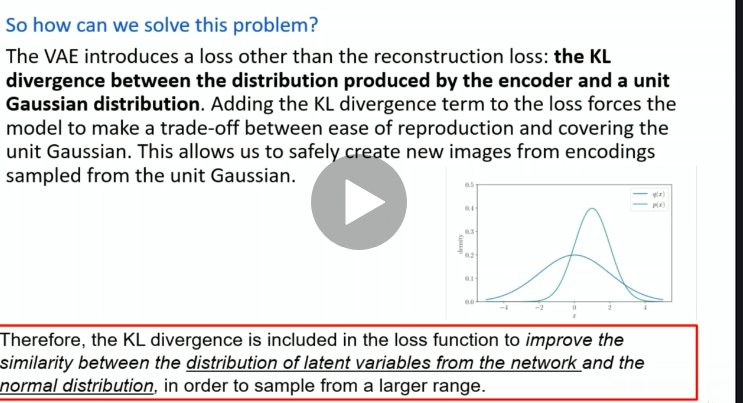 So how can we solve this problem?
The VAE introduces a loss other than the reconstruction loss: the KL
divergence between the distribution produced by the encoder and a unit
Gaussian distribution. Adding the KL divergence term to the loss forces the
model to make a trade-off between ease of reproduction and covering the
unit Gaussian. This allows us to safely create new images from encodings
sampled from the unit Gaussian.
0.5
q(x)
p(x)
0.4
0.3
density
0.2
0.1
0.0
−4 −2 0 2 4
x
Therefore, the KL divergence is included in the loss function to improve the
similarity between the distribution of latent variables from the network and the
normal distribution, in order to sample from a larger range.